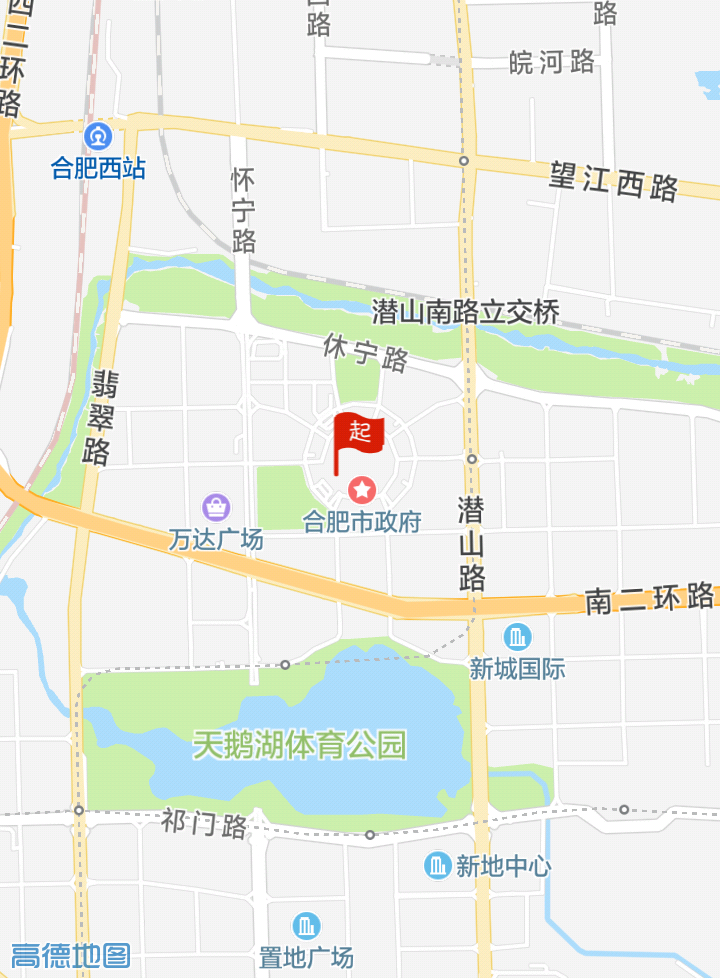 西二环路
路
路
皖河路
合肥西站
望江西路
怀宁路
潜山南路立交桥
休宁路
翡翠路
起
合肥市政府
万达广场
潜山路
南二环路
新城国际
天鹅湖体育公园
祁门路
新地中心
置地广场
高德地图